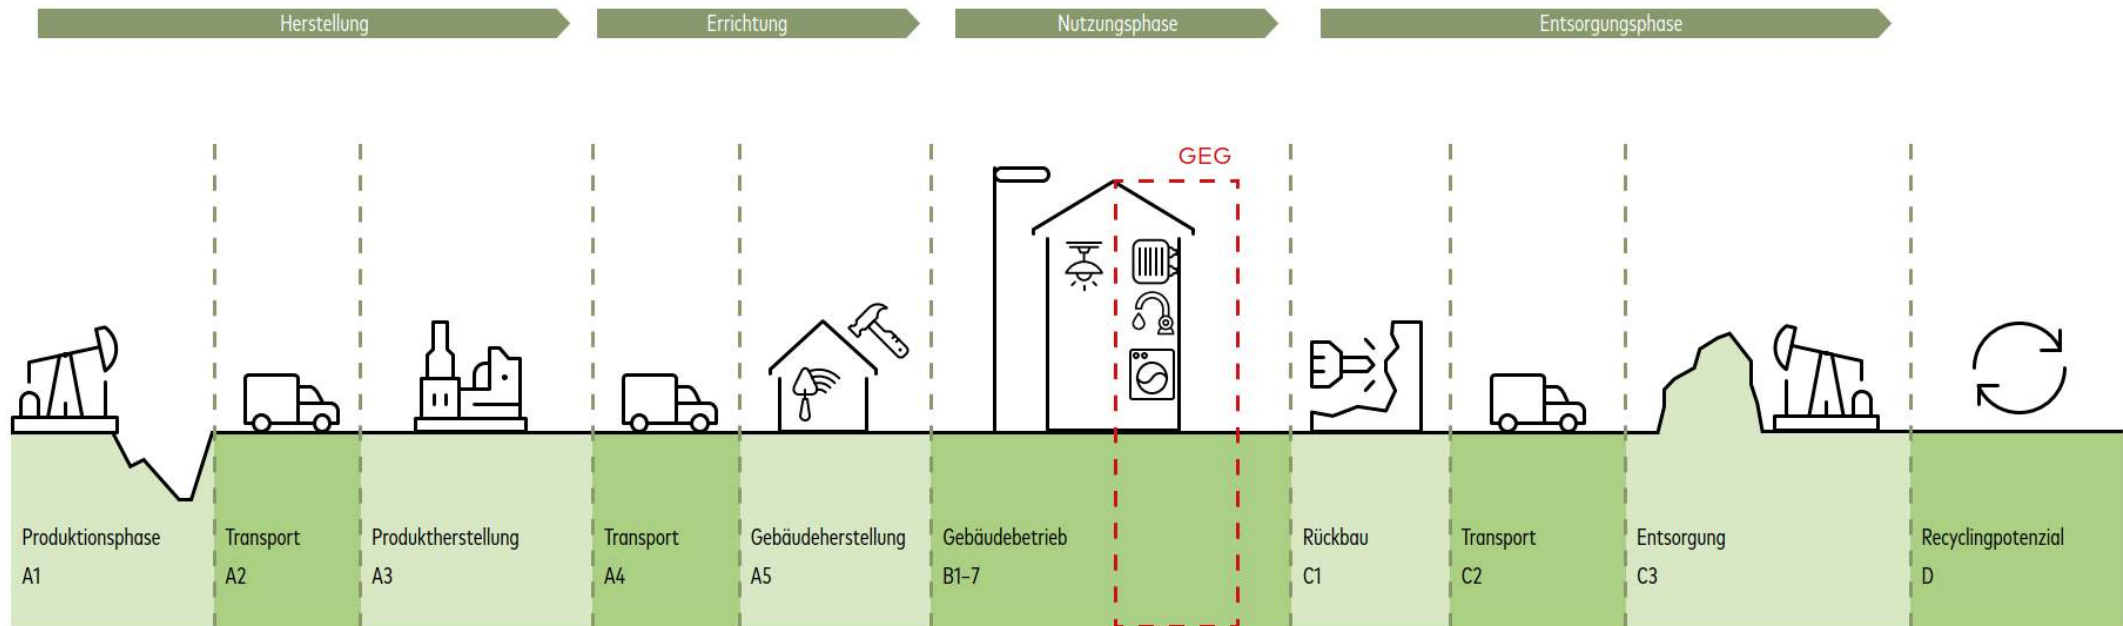 Herstellung
Errichtung
Nutzungsphase
Entsorgungsphase
GEG
Produktionsphase
A1
Transport
A2
Produktherstellung
A3
Transport
A4
Gebäudeherstellung
A5
Gebäudebetrieb
B1–7
Rückbau
C1
Transport
C2
Entsorgung
C3
Recyclingpotenzial
D